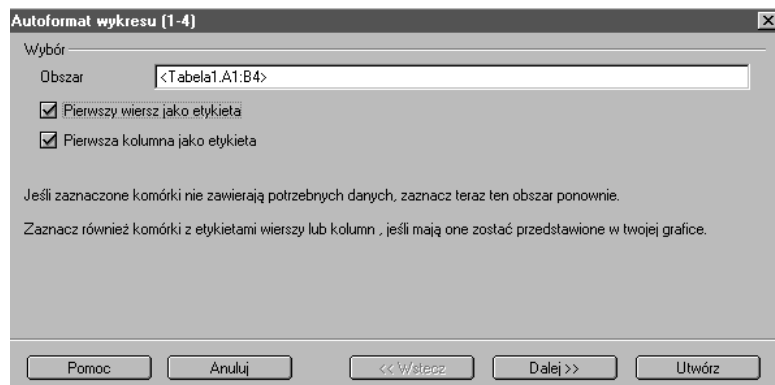 Autoformat wykresu (1-4)
Wybór
Obszar <Tabela1.A1:B4>
Pierwszy wiersz jako etykieta
Pierwsza kolumna jako etykieta
Jeśli zaznaczone komórki nie zawierają potrzebnych danych, zaznacz teraz ten obszar ponownie.
Zaznacz również komórki z etykietami wierszy lub kolumn , jeśli mają one zostać przedstawione w twojej grafice.
Pomoc Anuluj << Wstecz Dalej >> Utwórz